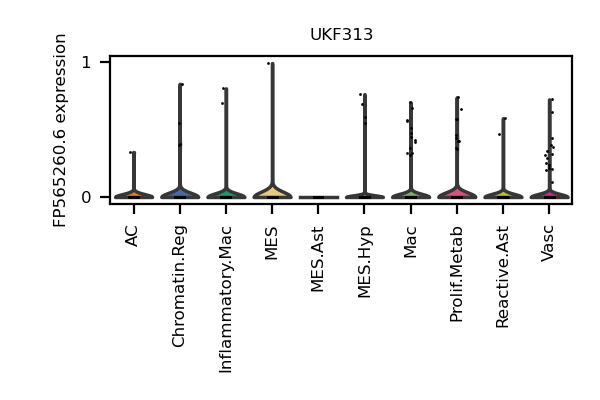 UKF313
FP565260.6 expression
1
0
AC
Chromatin.Reg
Inflammatory.Mac
MES
MES.Ast
MES.Hyp
Mac
Prolif.Metab
Reactive.Ast
Vasc